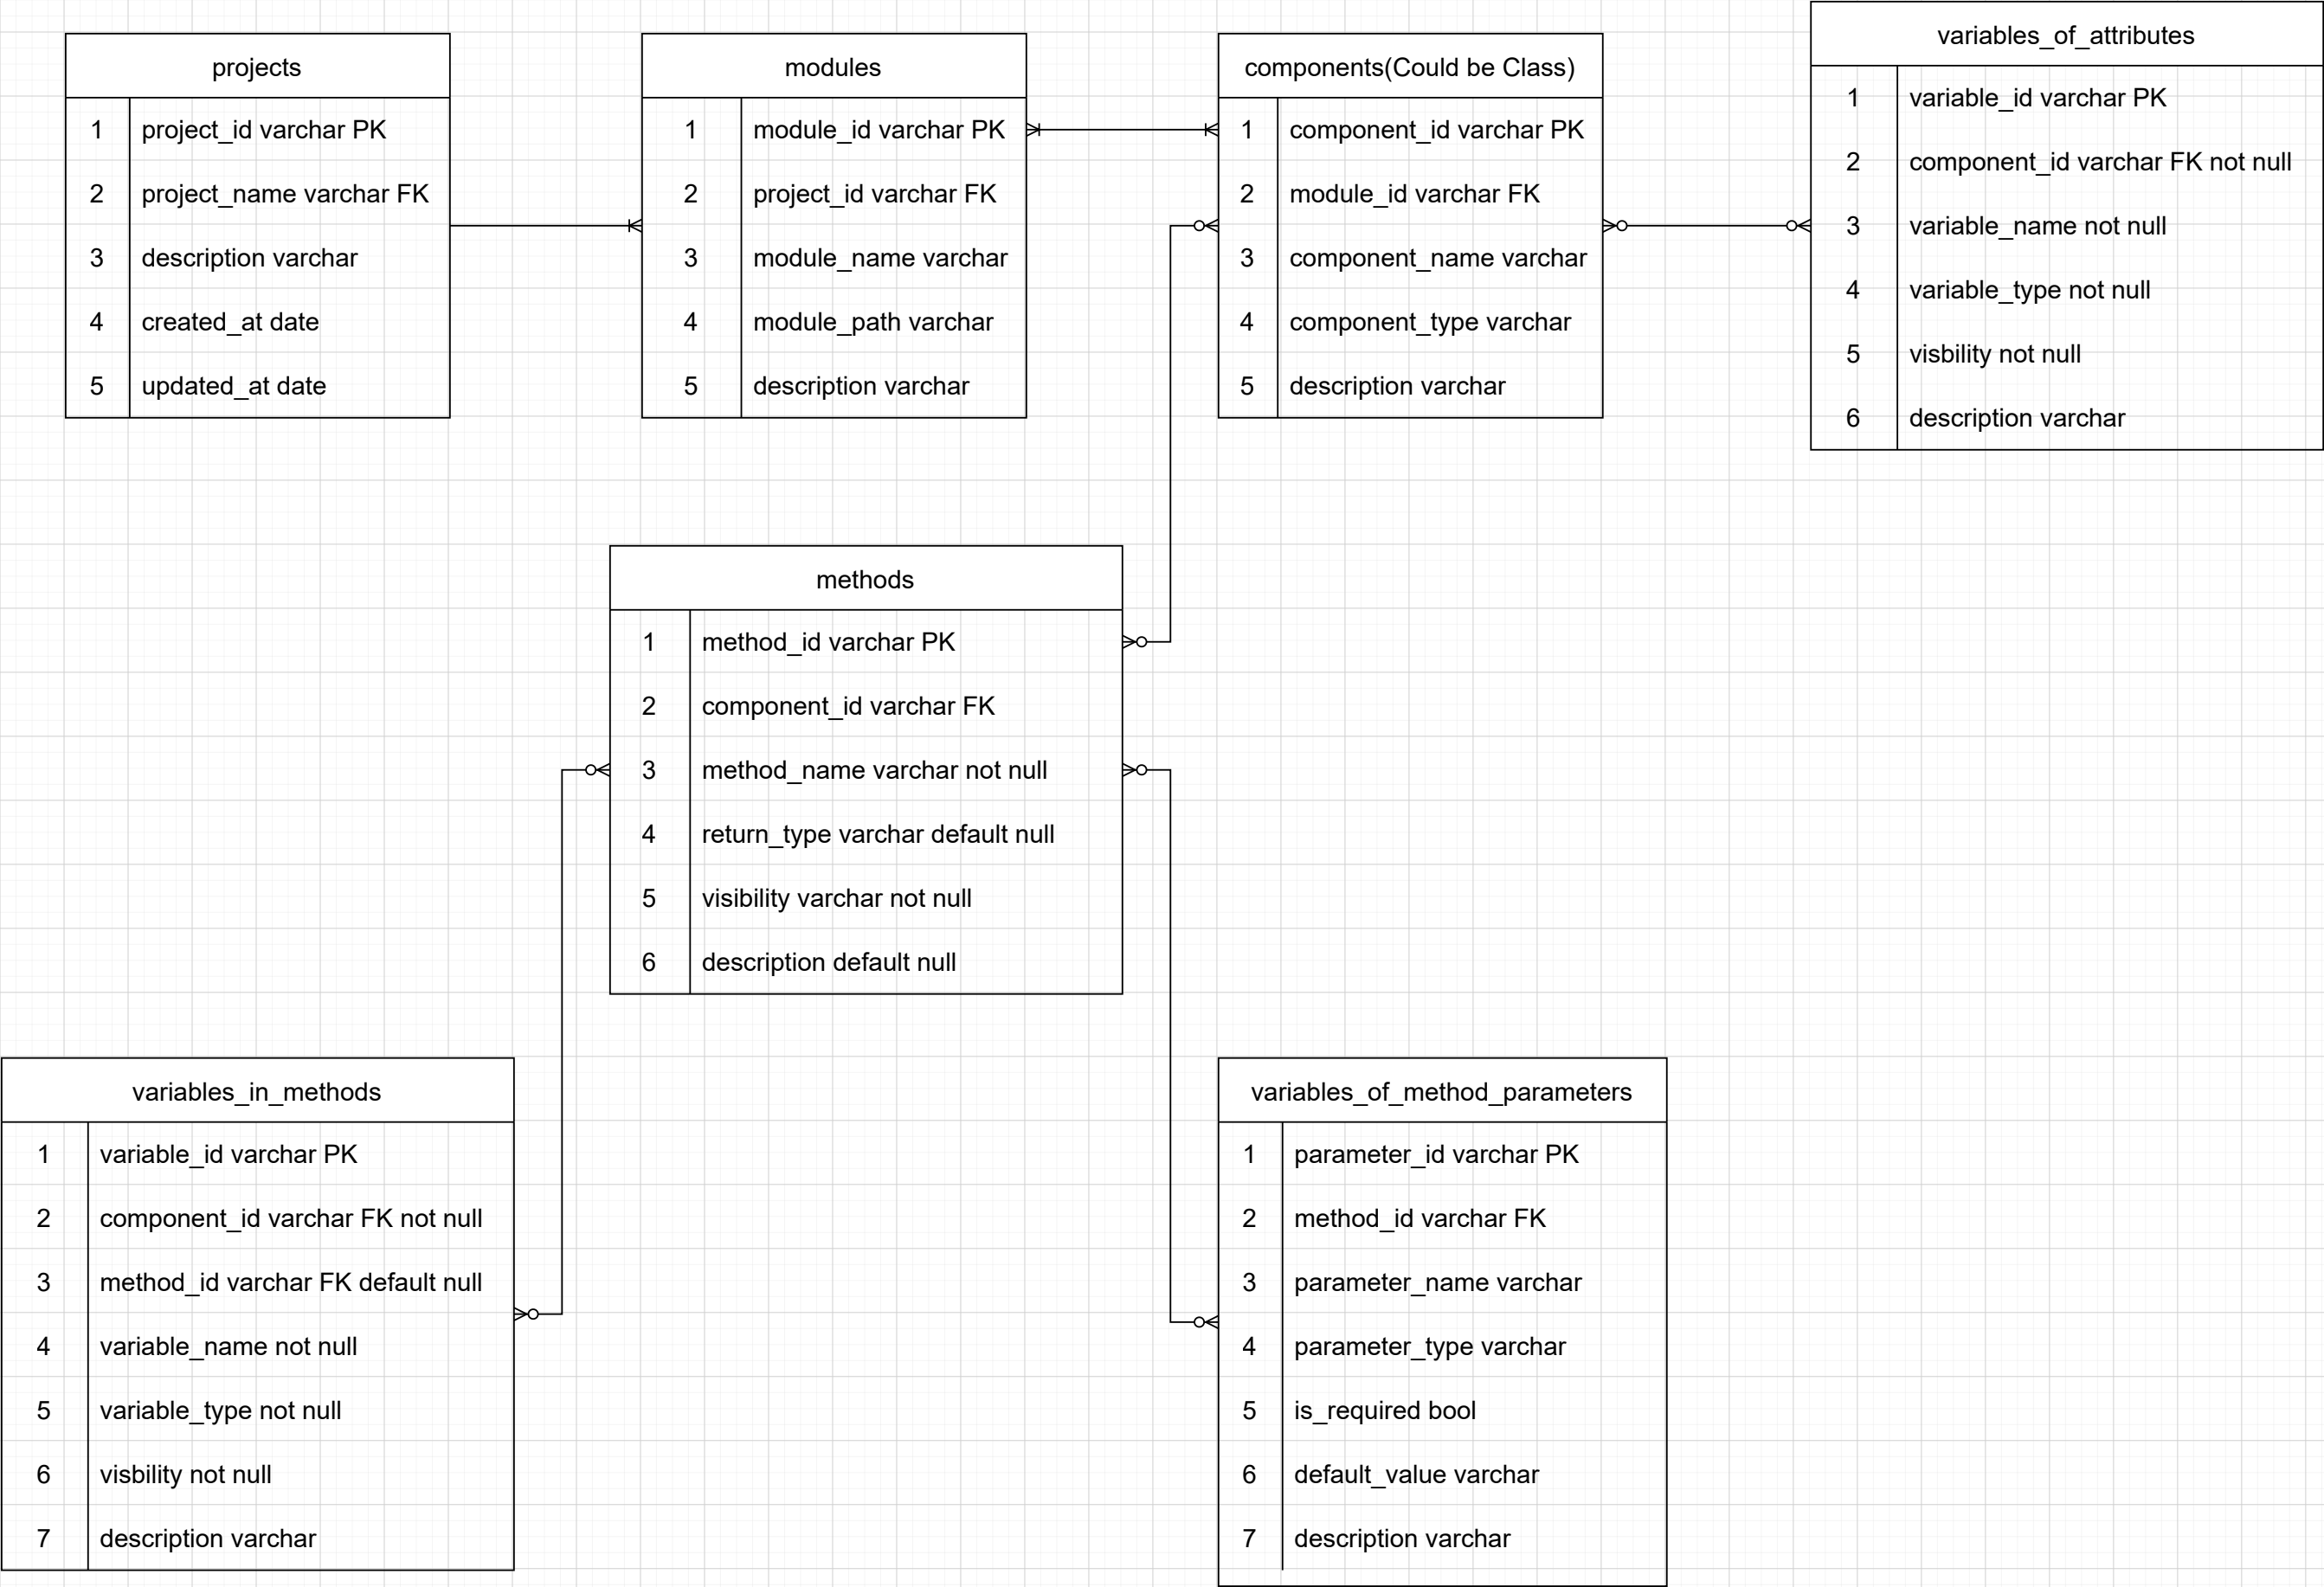 projects
1 project_id varchar PK
2 project_name varchar FK
3 description varchar
4 created_at date
5 updated_at date
modules
1 module_id varchar PK
2 project_id varchar FK
3 module_name varchar
4 module_path varchar
5 description varchar
components(Could be Class)
1 component_id varchar PK
2 module_id varchar FK
3 component_name varchar
4 component_type varchar
5 description varchar
variables_of_attributes
1 variable_id varchar PK
2 component_id varchar FK not null
3 variable_name not null
4 variable_type not null
5 visbility not null
6 description varchar
methods
1 method_id varchar PK
2 component_id varchar FK
3 method_name varchar not null
4 return_type varchar default null
5 visibility varchar not null
6 description default null
variables_in_methods
1 variable_id varchar PK
2 component_id varchar FK not null
3 method_id varchar FK default null
4 variable_name not null
5 variable_type not null
6 visbility not null
7 description varchar
variables_of_method_parameters
1 parameter_id varchar PK
2 method_id varchar FK
3 parameter_name varchar
4 parameter_type varchar
5 is_required bool
6 default_value varchar
7 description varchar